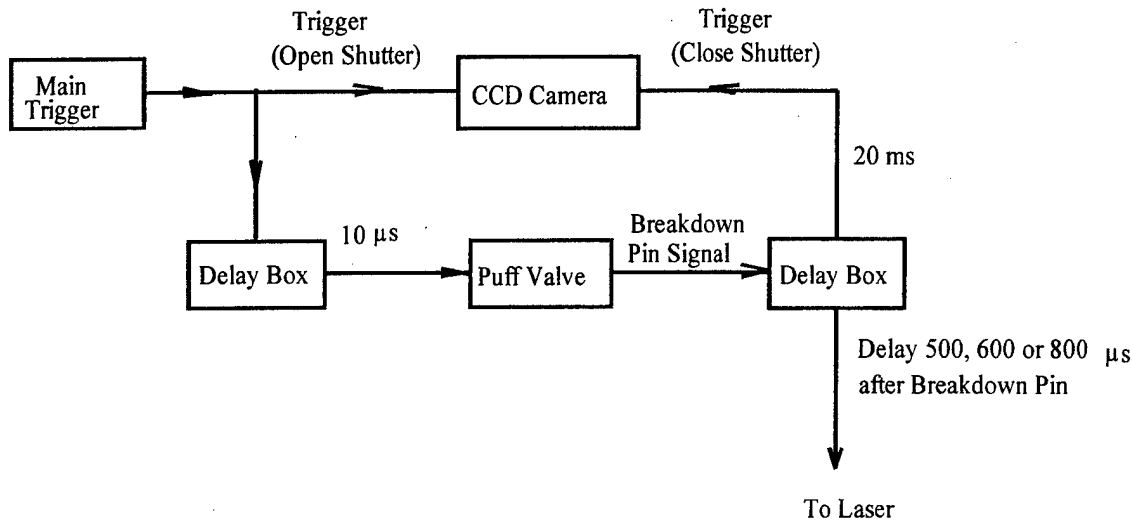 Trigger
(Open Shutter)
Trigger
(Close Shutter)
Main
Trigger
CCD Camera
20 ms
10 μs
Breakdown
Pin Signal
Delay Box
Puff Valve
Delay Box
Delay 500, 600 or 800 μs
after Breakdown Pin
To Laser